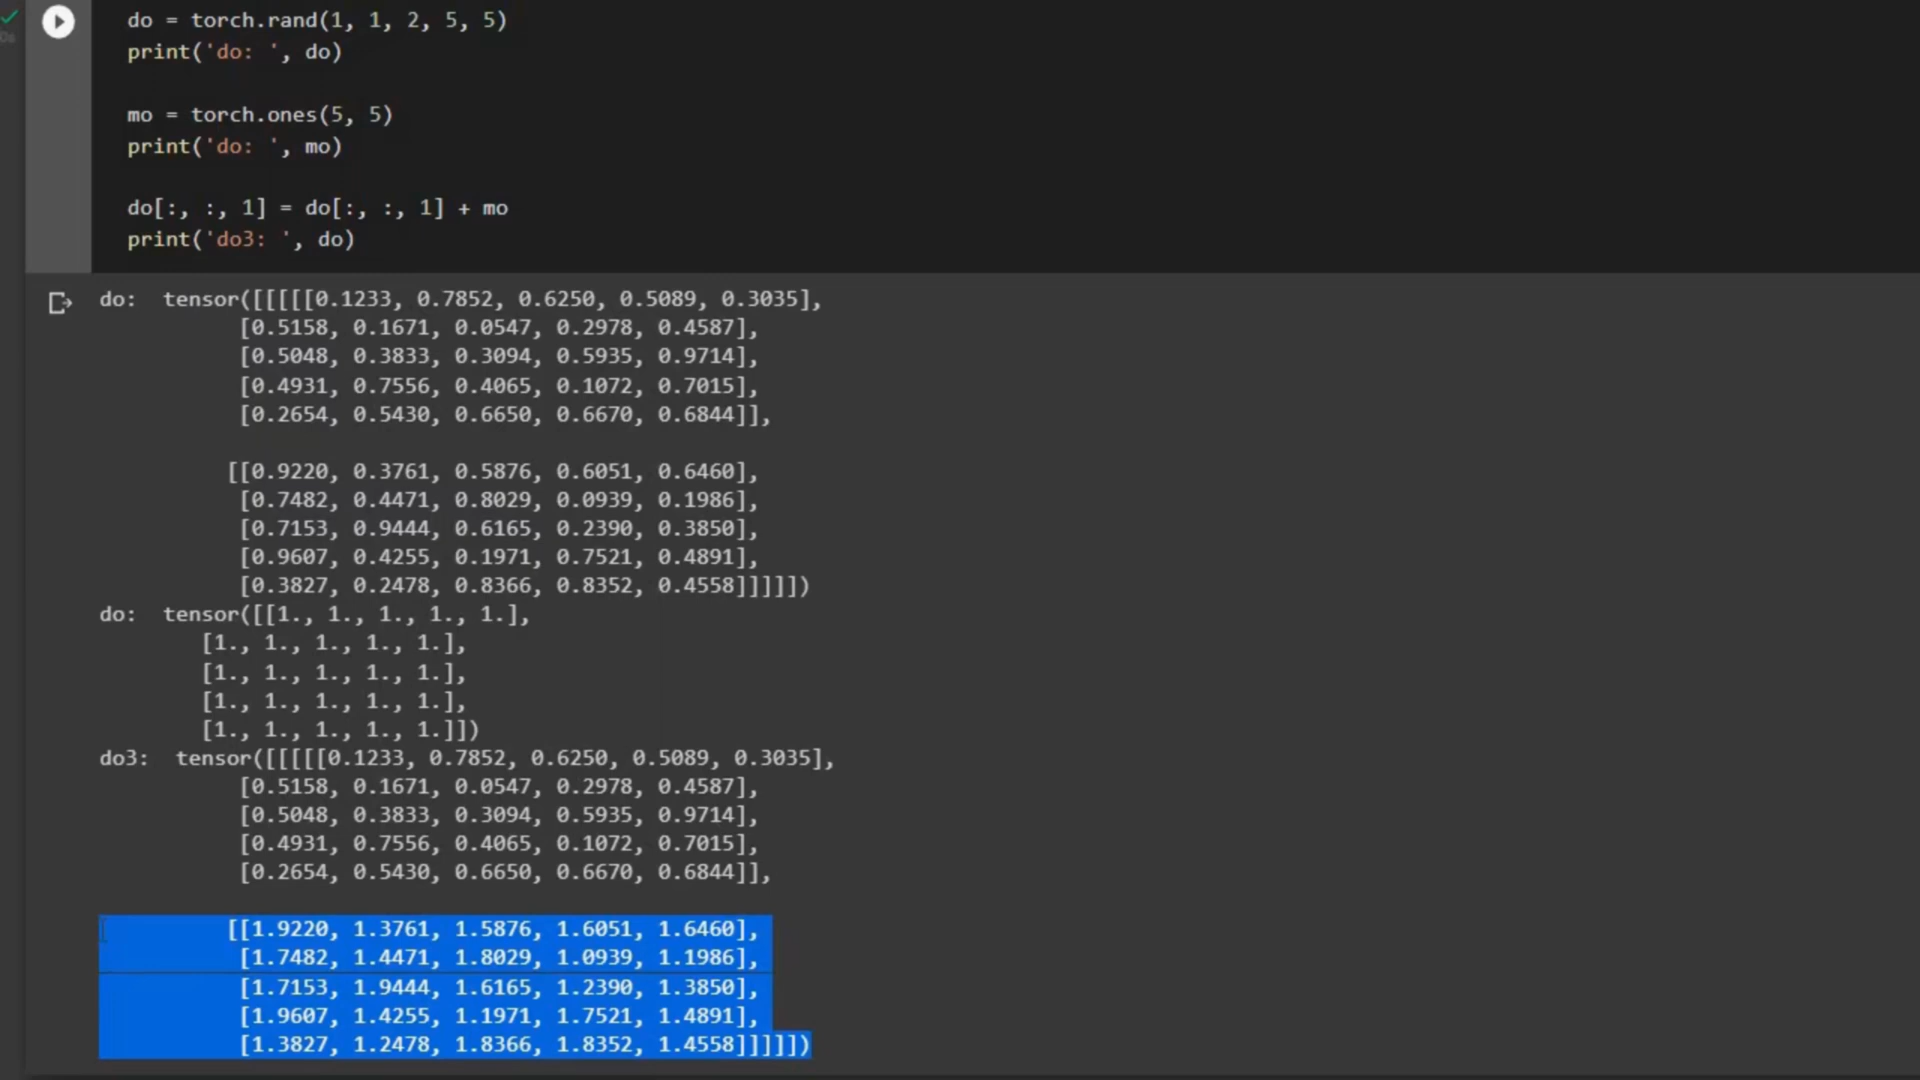 do = torch.rand(1, 1, 2, 5, 5)
print('do: ', do)
mo = torch.ones(5, 5)
print('do: ', mo)
do[:, :, 1] = do[:, :, 1] + mo
print('do3: ', do)
do:  tensor([[[[[0.1233, 0.7852, 0.6250, 0.5089, 0.3035],
[0.5158, 0.1671, 0.0547, 0.2978, 0.4587],
[0.5048, 0.3833, 0.3094, 0.5935, 0.9714],
[0.4931, 0.7556, 0.4065, 0.1072, 0.7015],
[0.2654, 0.5430, 0.6650, 0.6670, 0.6844]],
[[0.9220, 0.3761, 0.5876, 0.6051, 0.6460],
[0.7482, 0.4471, 0.8029, 0.0939, 0.1986],
[0.7153, 0.9444, 0.6165, 0.2390, 0.3850],
[0.9607, 0.4255, 0.1971, 0.7521, 0.4891],
[0.3827, 0.2478, 0.8366, 0.8352, 0.4558]]]]])
do:  tensor([[1., 1., 1., 1., 1.],
[1., 1., 1., 1., 1.],
[1., 1., 1., 1., 1.],
[1., 1., 1., 1., 1.],
[1., 1., 1., 1., 1.]])
do3:  tensor([[[[[0.1233, 0.7852, 0.6250, 0.5089, 0.3035],
[0.5158, 0.1671, 0.0547, 0.2978, 0.4587],
[0.5048, 0.3833, 0.3094, 0.5935, 0.9714],
[0.4931, 0.7556, 0.4065, 0.1072, 0.7015],
[0.2654, 0.5430, 0.6650, 0.6670, 0.6844]],
[[1.9220, 1.3761, 1.5876, 1.6051, 1.6460],
[1.7482, 1.4471, 1.8029, 1.0939, 1.1986],
[1.7153, 1.9444, 1.6165, 1.2390, 1.3850],
[1.9607, 1.4255, 1.1971, 1.7521, 1.4891],
[1.3827, 1.2478, 1.8366, 1.8352, 1.4558]]]]])